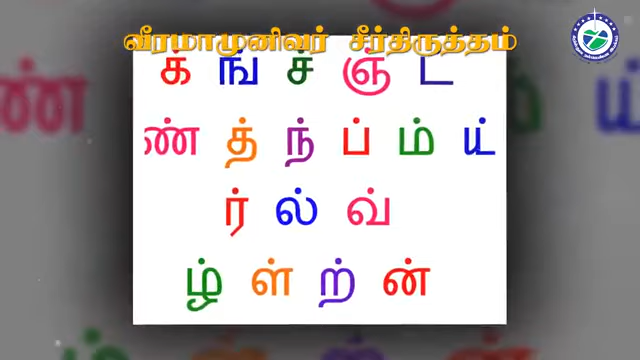 வீரமாமுனிவர் சீர்திருத்தம்
க் ங் ச் ஞ் ட்
ண் த் ந் ப் ம் ய்
ர் ல் வ்
ழ் ள் ற் ன்